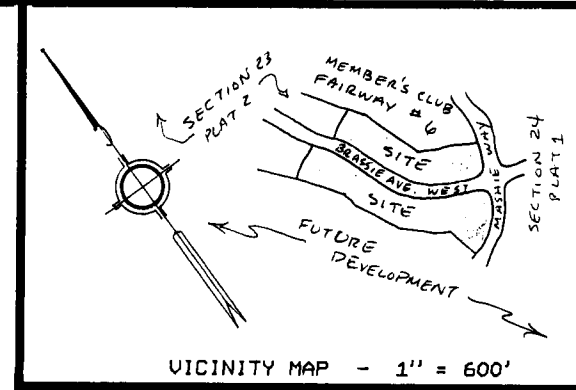 SECTION 23
PLAT 2
MEMBER'S CLUB
FAIRWAY # 6
SITE
BRASSIE AVE. WEST
SITE
MASHIE WAY
SECTION 24
PLAT 1
FUTURE
DEVELOPMENT
VICINITY MAP - 1" = 600'